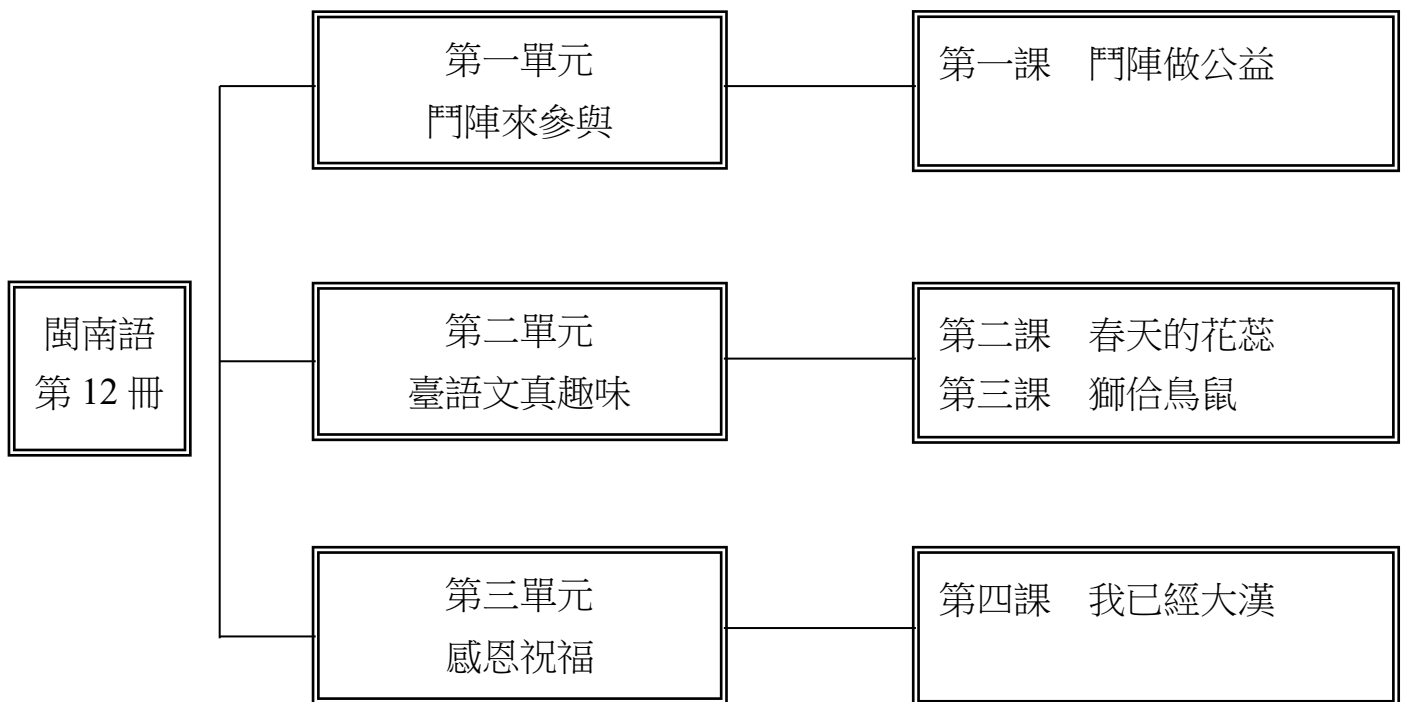 閩南語
第 12 冊
第一單元
鬥陣來參與
第一課　鬥陣做公益
第二單元
臺語文真趣味
第二課　春天的花蕊
第三課　獅佮鳥鼠
第三單元
感恩祝福
第四課　我已經大漢